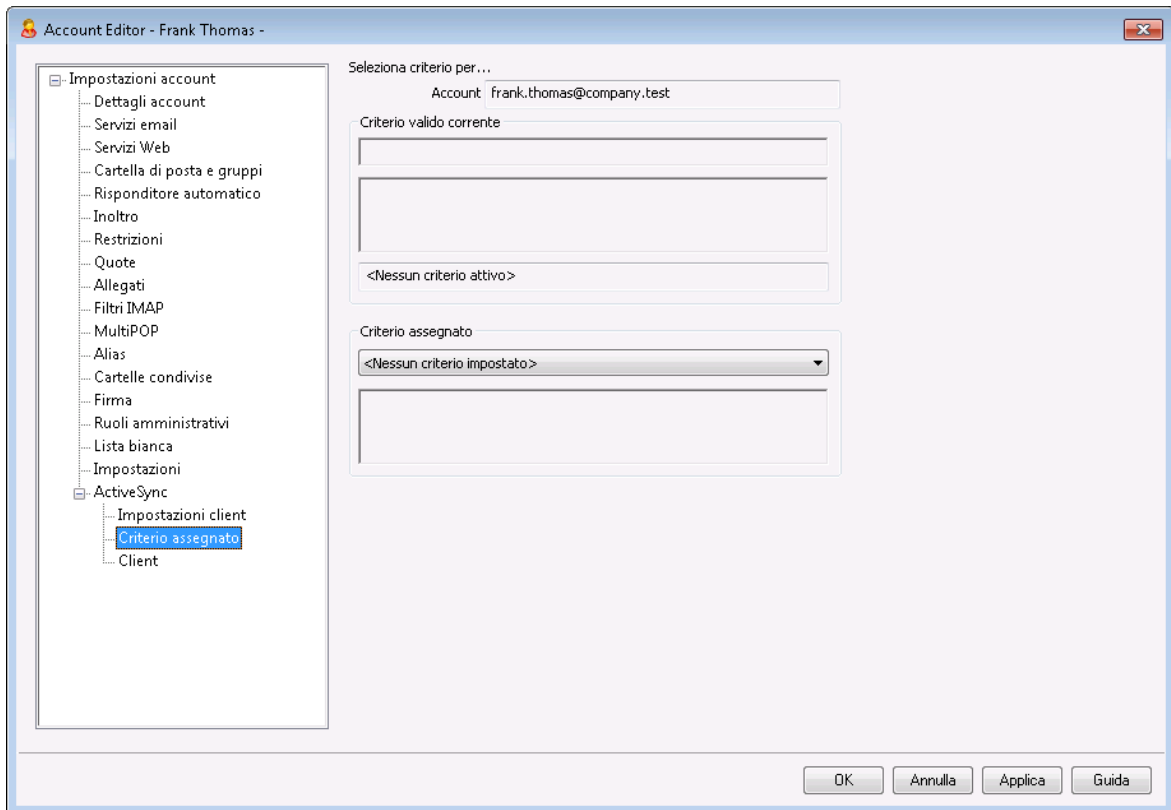 Account Editor - Frank Thomas -
Impostazioni account
Dettagli account
Servizi email
Servizi Web
Cartella di posta e gruppi
Risponditore automatico
Inoltro
Restrizioni
Quote
Allegati
Filtri IMAP
MultiPOP
Alias
Cartelle condivise
Firma
Ruoli amministrativi
Lista bianca
Impostazioni
ActiveSync
Impostazioni client
Criterio assegnato
Client
Seleziona criterio per...
Account frank.thomas@company.test
Criterio valido corrente
<Nessun criterio attivo>
Criterio assegnato
<Nessun criterio impostato>
OK Annulla Applica Guida